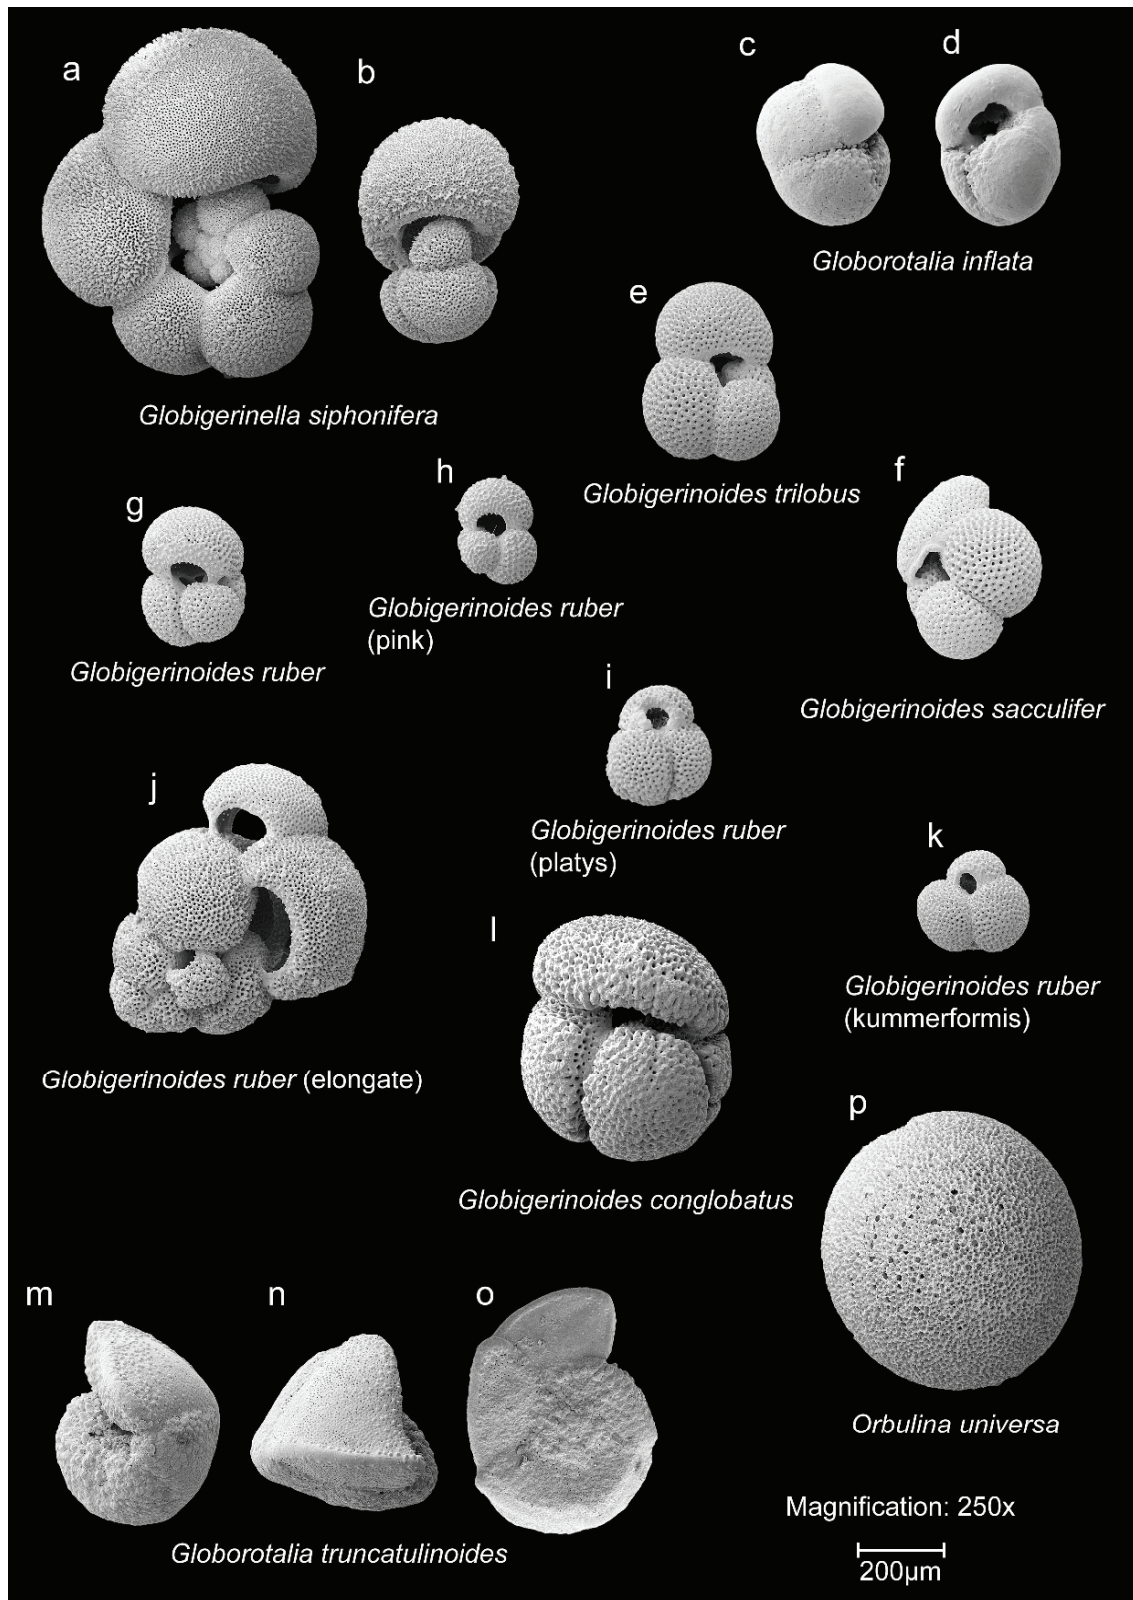 a
b
c
d
Globorotalia inflata
e
Globigerinella siphonifera
h
Globigerinoides trilobus
f
g
Globigerinoides ruber
(pink)
Globigerinoides ruber
i
Globigerinoides sacculifer
j
Globigerinoides ruber
(platys)
k
l
Globigerinoides ruber
(kummerformis)
Globigerinoides ruber (elongate)
p
Globigerinoides conglobatus
m
n
o
Orbulina universa
Magnification: 250x
Globorotalia truncatulinoides
200µm